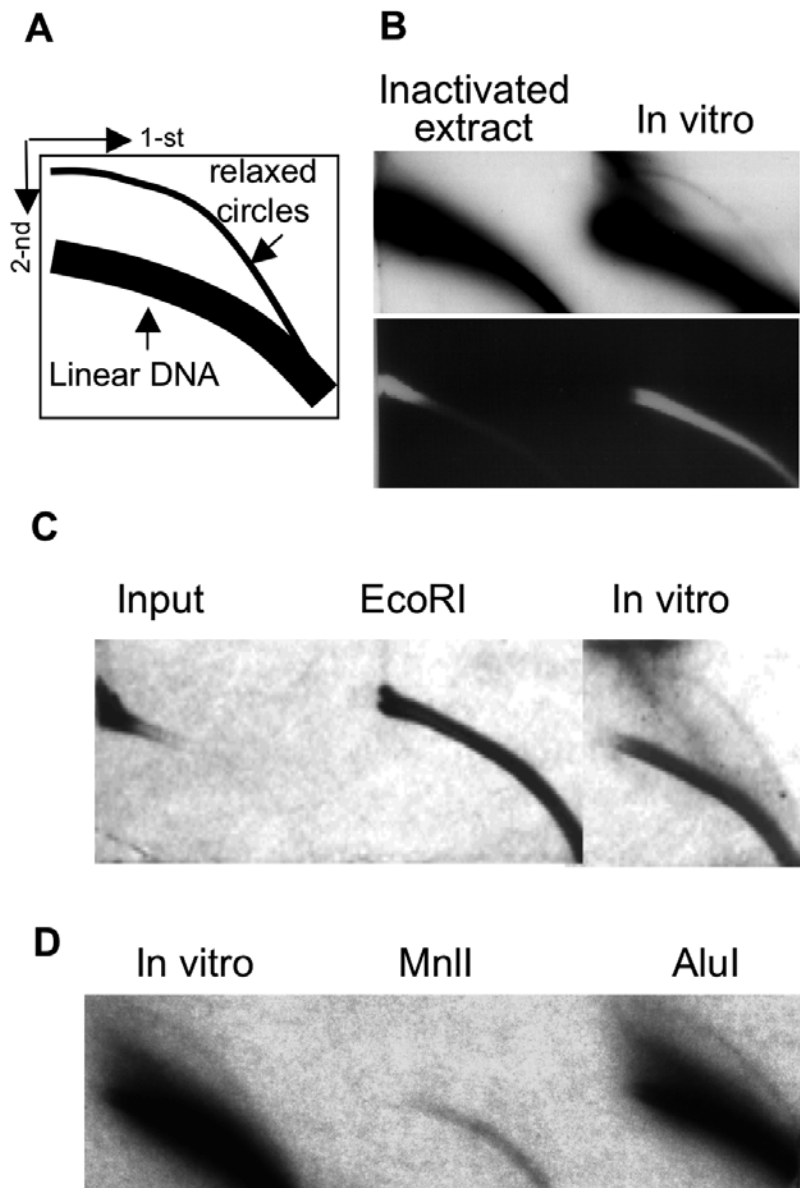 A
1-st
2-nd
relaxed
circles
Linear DNA
B
Inactivated
extract
In vitro
C
Input
EcoRI
In vitro
D
In vitro
MnlI
AluI